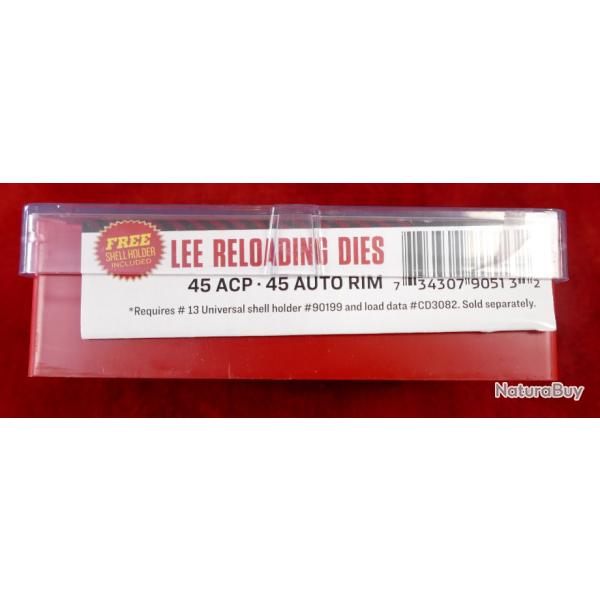 FREE
SHELL HOLDER
INCLUDED
LEE RELOADING DIES
45 ACP · 45 AUTO RIM
7 34307 90513 2
*Requires # 13 Universal shell holder #90199 and load data #CD3082. Sold separately.
NaturaBuy